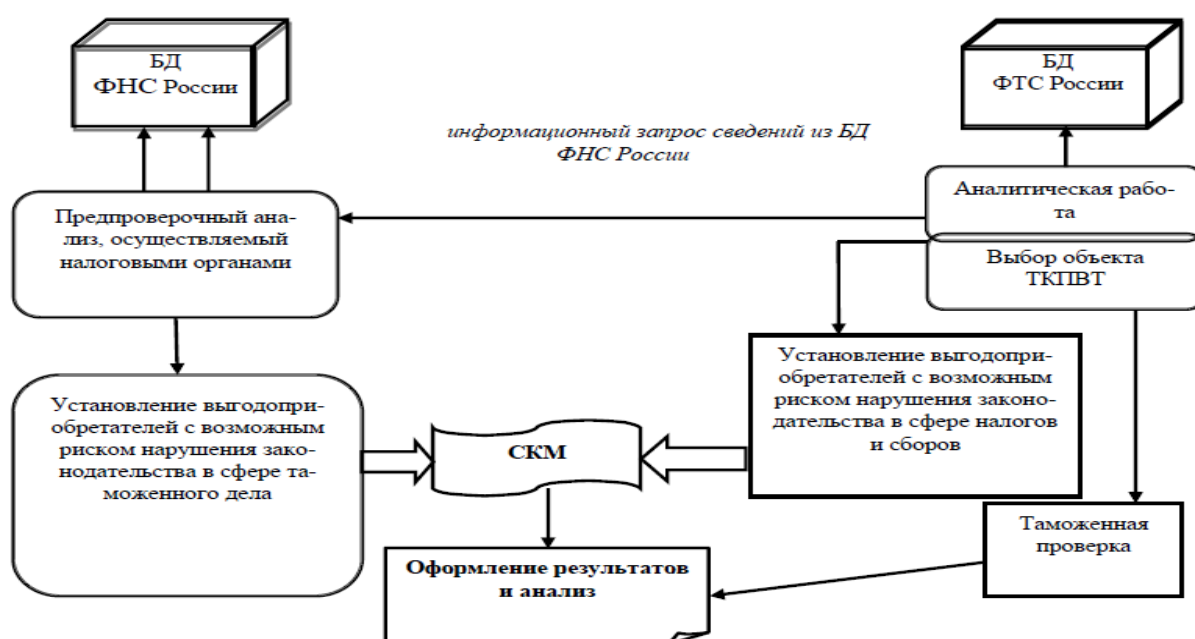 БД
ФНС России
БД
ФТС России
информационный запрос сведений из БД
ФНС России
Аналитическая рабо-
та
Предпроверочный ана-
лиз, осуществляемый
налоговыми органами
Выбор объекта
ТКПВТ
Установление выгодопри-
обретателей с возможным
риском нарушения законо-
дательства в сфере налогов
и сборов
Установление выгодопри-
обретателей с возможным
риском нарушения зако-
нодательства в сфере та-
моженного дела
СКМ
Таможенная
проверка
Оформление результатов
и анализ